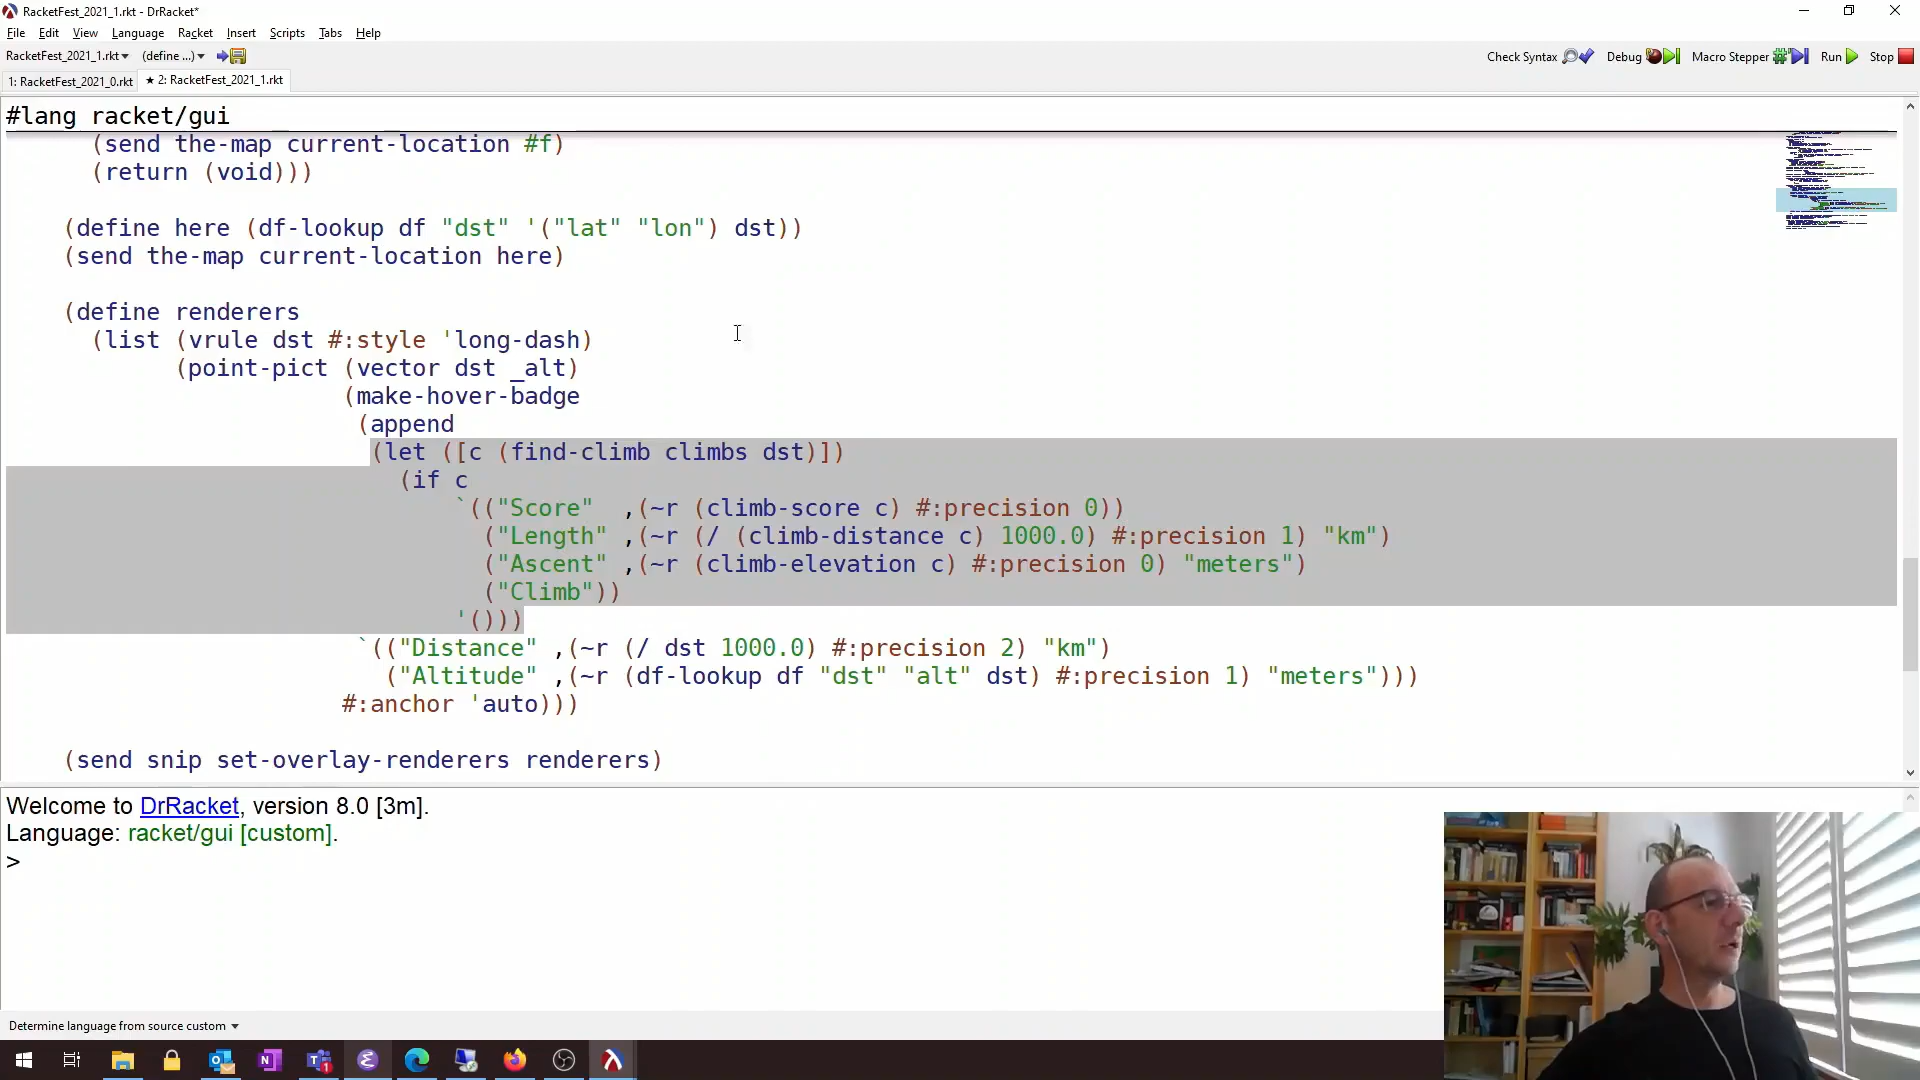 RacketFest_2021_1.rkt - DrRacket*
File Edit View Language Racket Insert Scripts Tabs Help
RacketFest_2021_1.rkt (define ...) Check Syntax Debug Macro Stepper Run Stop
1: RacketFest_2021_0.rkt ★ 2: RacketFest_2021_1.rkt
#lang racket/gui
(send the-map current-location #f)
(return (void)))
(define here (df-lookup df "dst" '("lat" "lon") dst))
(send the-map current-location here)
(define renderers
(list (vrule dst #:style 'long-dash)
(point-pict (vector dst _alt)
(make-hover-badge
(append
(let ([c (find-climb climbs dst)])
(if c
`(("Score" ,(~r (climb-score c) #:precision 0))
("Length" ,(~r (/ (climb-distance c) 1000.0) #:precision 1) "km")
("Ascent" ,(~r (climb-elevation c) #:precision 0) "meters")
("Climb"))
'()))
`(("Distance" ,(~r (/ dst 1000.0) #:precision 2) "km")
("Altitude" ,(~r (df-lookup df "dst" "alt" dst) #:precision 1) "meters")))
#:anchor 'auto)))
(send snip set-overlay-renderers renderers)
Welcome to DrRacket, version 8.0 [3m].
Language: racket/gui [custom].
>
Determine language from source custom